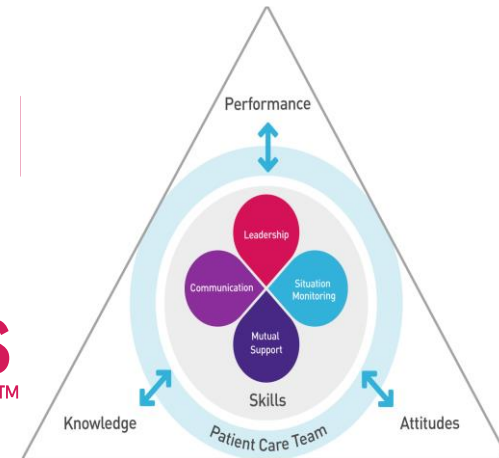 Performance
Leadership
Communication
Situation
Monitoring
Mutual
Support
S
TM
Skills
Knowledge
Attitudes
Patient Care Team